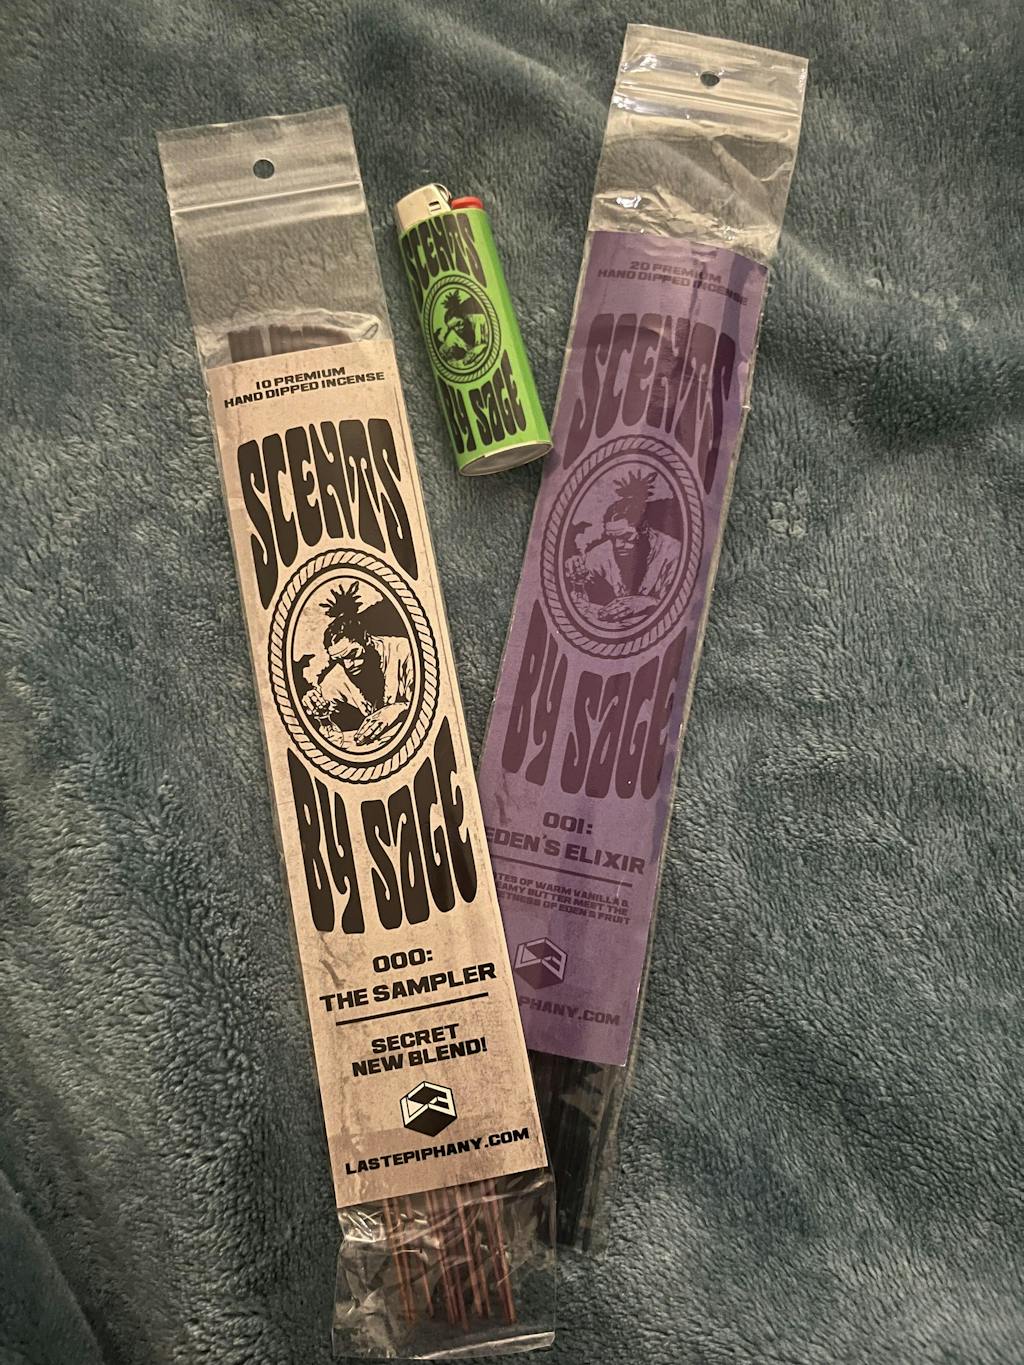 10 PREMIUM
HAND DIPPED INCENSE
SCENTS
BY SAGE
000:
THE SAMPLER
SECRET
NEW BLEND!
LASTEPIPHANY.COM
SCENTS
BY SAGE
20 PREMIUM
HAND DIPPED INCENSE
SCENTS
BY SAGE
001:
EDEN'S ELIXIR
OF WARM VANILLA &
BUTTER MEET THE
OF EDEN'S FRUIT
PHANY.COM